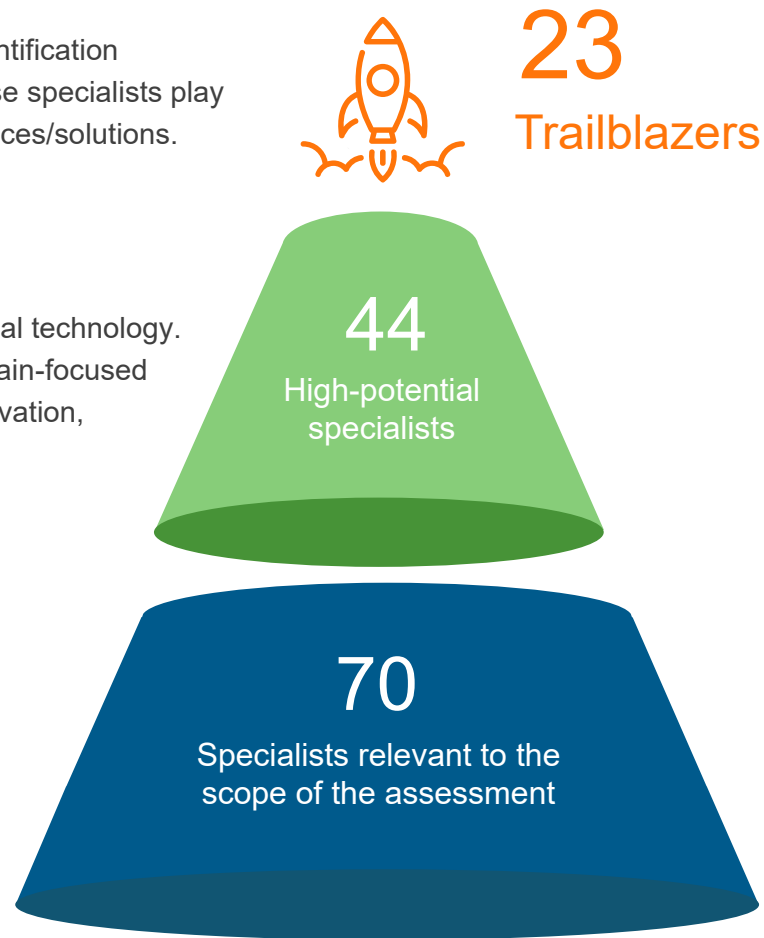 ntification
se specialists play
ces/solutions.
23
Trailblazers
al technology.
ain-focused
vation,
44
High-potential
specialists
70
Specialists relevant to the
scope of the assessment